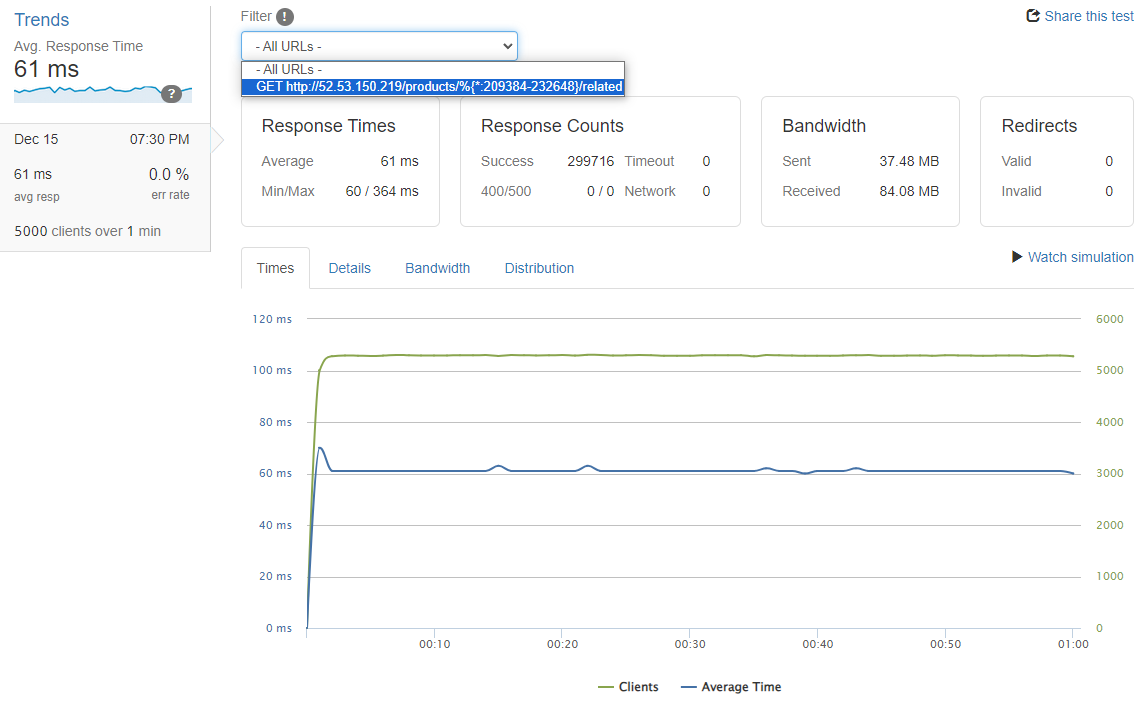 Trends
Avg. Response Time
61 ms
?
Dec 15 07:30 PM
61 ms 0.0 %
avg resp err rate
5000 clients over 1 min
Filter !
Share this test
- All URLs -
- All URLs -
GET http://52.53.150.219/products/%{*:209384-232648}/related
Response Times
Average 61 ms
Min/Max 60 / 364 ms
Response Counts
Success 299716 Timeout 0
400/500 0 / 0 Network 0
Bandwidth
Sent 37.48 MB
Received 84.08 MB
Redirects
Valid 0
Invalid 0
Times Details Bandwidth Distribution
Watch simulation
120 ms 6000
100 ms 5000
80 ms 4000
60 ms 3000
40 ms 2000
20 ms 1000
0 ms 0
00:10 00:20 00:30 00:40 00:50 01:00
Clients Average Time